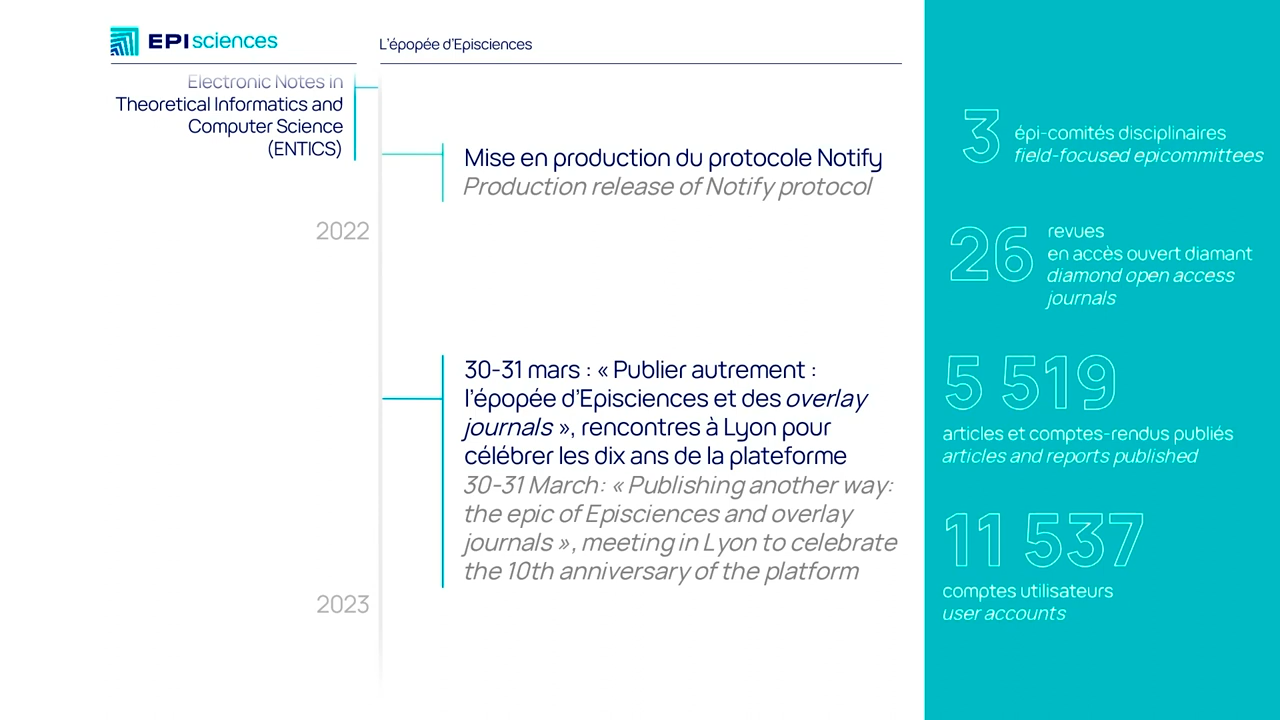 EPIsciences
L'épopée d'Episciences
Electronic Notes in
Theoretical Informatics and
Computer Science
(ENTICS)
Mise en production du protocole Notify
Production release of Notify protocol
2022
30-31 mars : « Publier autrement :
l'épopée d'Episciences et des overlay
journals », rencontres à Lyon pour
célébrer les dix ans de la plateforme
30-31 March: « Publishing another way:
the epic of Episciences and overlay
journals », meeting in Lyon to celebrate
the 10th anniversary of the platform
2023
3
épi-comités disciplinaires
field-focused epicommittees
26
revues
en accès ouvert diamant
diamond open access
journals
5 519
articles et comptes-rendus publiés
articles and reports published
11 537
comptes utilisateurs
user accounts